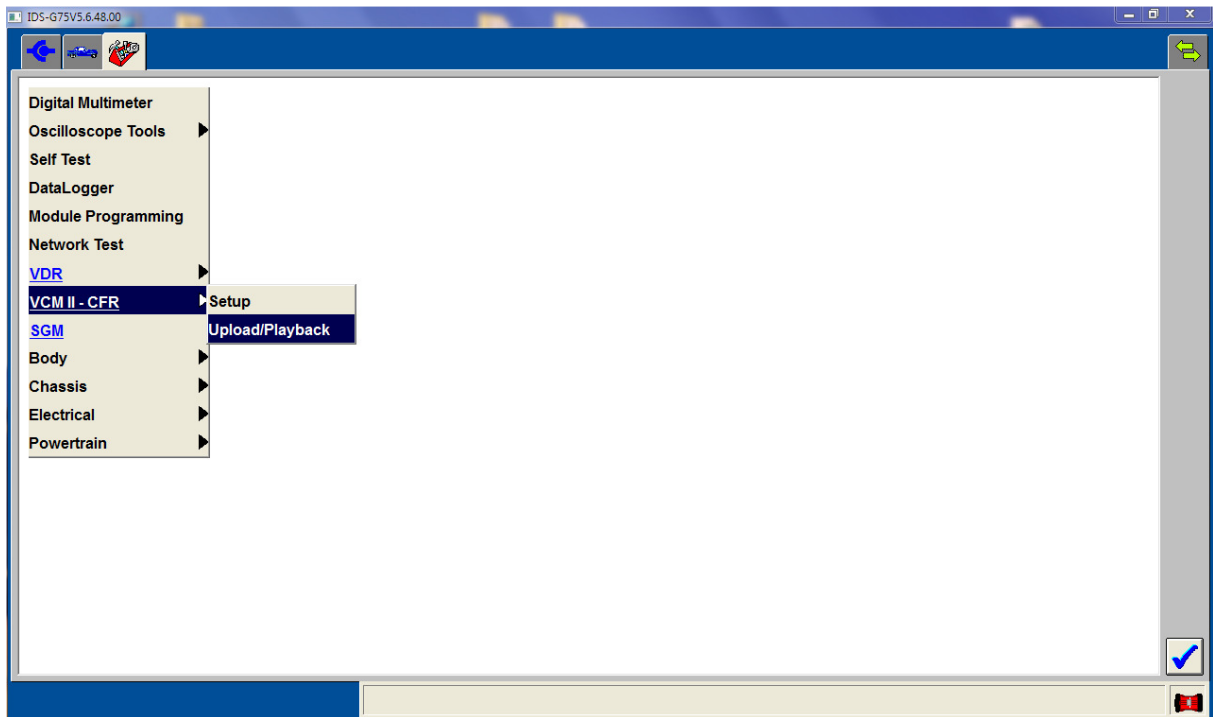 IDS-G75V5.6.48.00
Digital Multimeter
Oscilloscope Tools
Self Test
DataLogger
Module Programming
Network Test
VDR
VCM II - CFR
Setup
SGM
Upload/Playback
Body
Chassis
Electrical
Powertrain